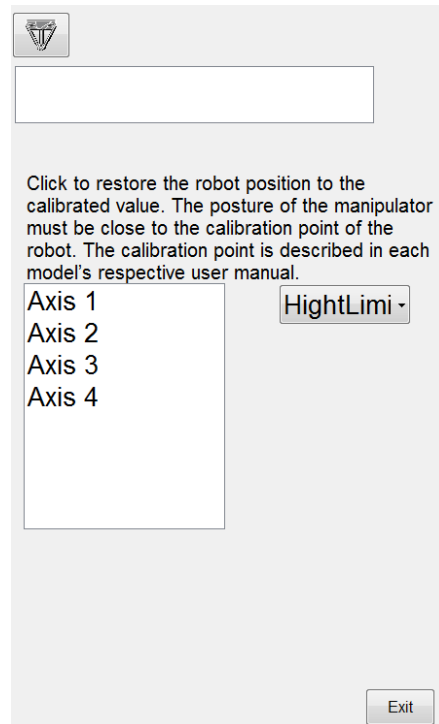 Click to restore the robot position to the
calibrated value. The posture of the manipulator
must be close to the calibration point of the
robot. The calibration point is described in each
model's respective user manual.
Axis 1
HightLimi
Axis 2
Axis 3
Axis 4
Exit